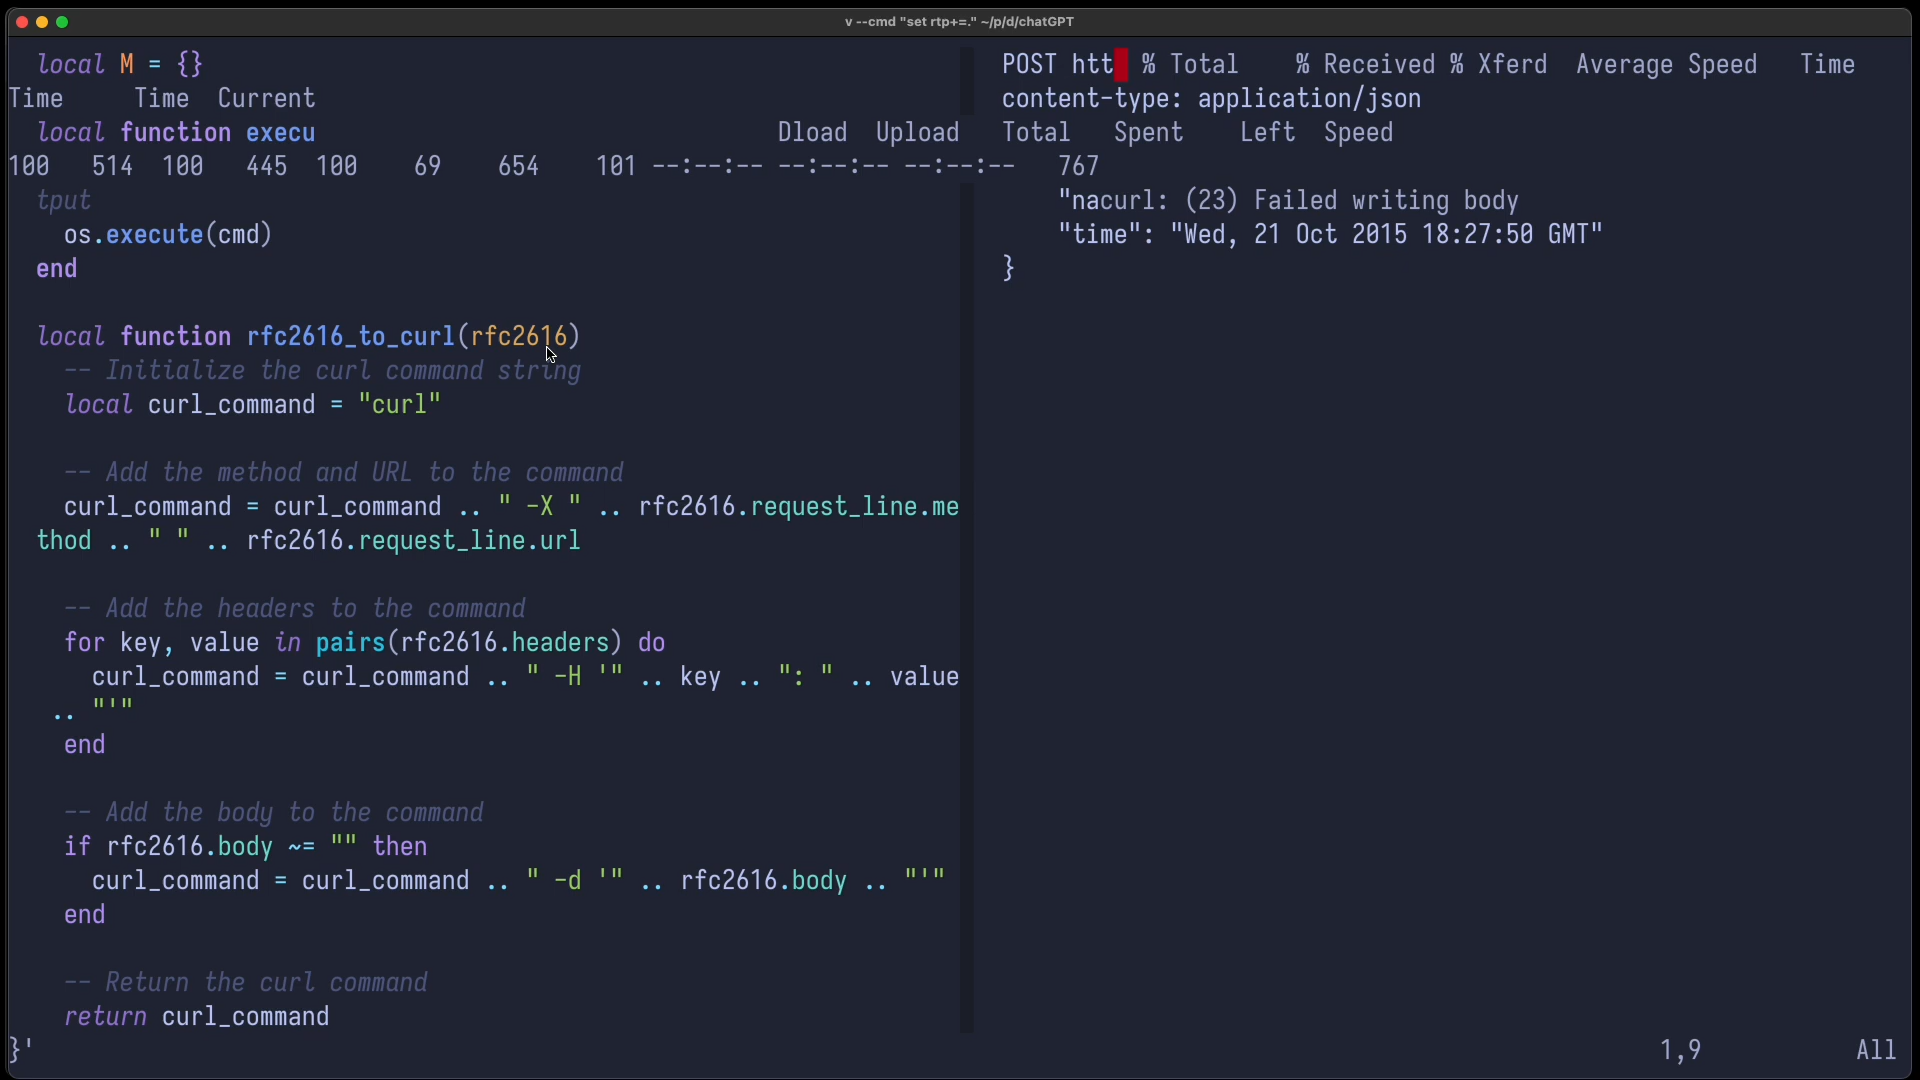 v --cmd "set rtp+=." ~/p/d/chatGPT
local M = {}
Time Time Current
local function execu Dload Upload
100 514 100 445 100 69 654 101 --:--:-- --:--:-- --:--:-- 767
tput
os.execute(cmd)
end
local function rfc2616_to_curl(rfc2616)
-- Initialize the curl command string
local curl_command = "curl"
-- Add the method and URL to the command
curl_command = curl_command .. " -X " .. rfc2616.request_line.me
thod .. " " .. rfc2616.request_line.url
-- Add the headers to the command
for key, value in pairs(rfc2616.headers) do
curl_command = curl_command .. " -H '" .. key .. ": " .. value
.. "'"
end
-- Add the body to the command
if rfc2616.body ~= "" then
curl_command = curl_command .. " -d '" .. rfc2616.body .. "'"
end
-- Return the curl command
return curl_command
}'
POST htt % Total % Received % Xferd Average Speed Time
content-type: application/json
Total Spent Left Speed
"nacurl: (23) Failed writing body
"time": "Wed, 21 Oct 2015 18:27:50 GMT"
}
1,9 All